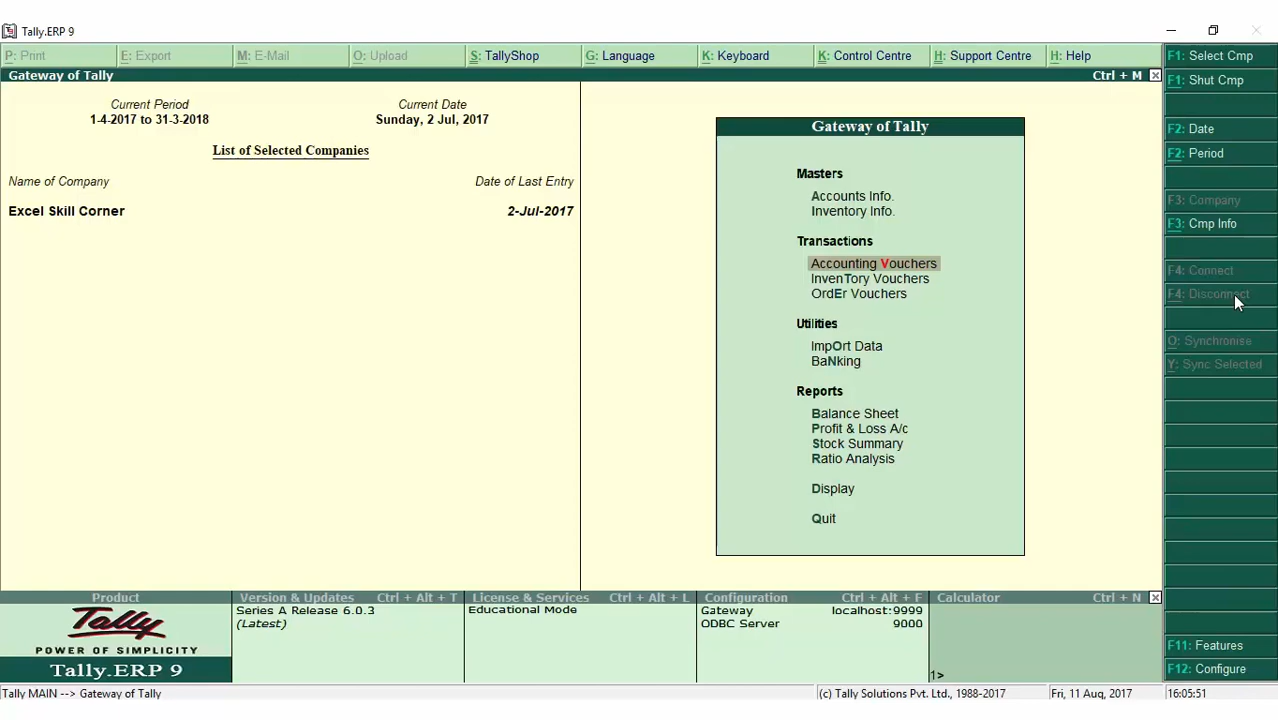 Tally.ERP 9
P: Print
E: Export
M: E-Mail
O: Upload
S: TallyShop
G: Language
K: Keyboard
K: Control Centre
H: Support Centre
H: Help
Gateway of Tally
Ctrl + M
Current Period
1-4-2017 to 31-3-2018
Current Date
Sunday, 2 Jul, 2017
List of Selected Companies
Name of Company
Date of Last Entry
Excel Skill Corner
2-Jul-2017
Gateway of Tally
Masters
Accounts Info.
Inventory Info.
Transactions
Accounting Vouchers
InvenTory Vouchers
OrdEr Vouchers
Utilities
ImpOrt Data
BaNking
Reports
Balance Sheet
Profit & Loss A/c
Stock Summary
Ratio Analysis
Display
Quit
F1: Select Cmp
F1: Shut Cmp
F2: Date
F2: Period
F3: Company
F3: Cmp Info
F4: Connect
F4: Disconnect
O: Synchronise
Y: Sync Selected
F11: Features
F12: Configure
Product
Tally
POWER OF SIMPLICITY
Tally.ERP 9
Version & Updates Ctrl + Alt + T
Series A Release 6.0.3
(Latest)
License & Services Ctrl + Alt + L
Educational Mode
Configuration Ctrl + Alt + F
Gateway localhost:9999
ODBC Server 9000
Calculator Ctrl + N
1>
Tally MAIN --> Gateway of Tally
(c) Tally Solutions Pvt. Ltd., 1988-2017
Fri, 11 Aug, 2017
16:05:51